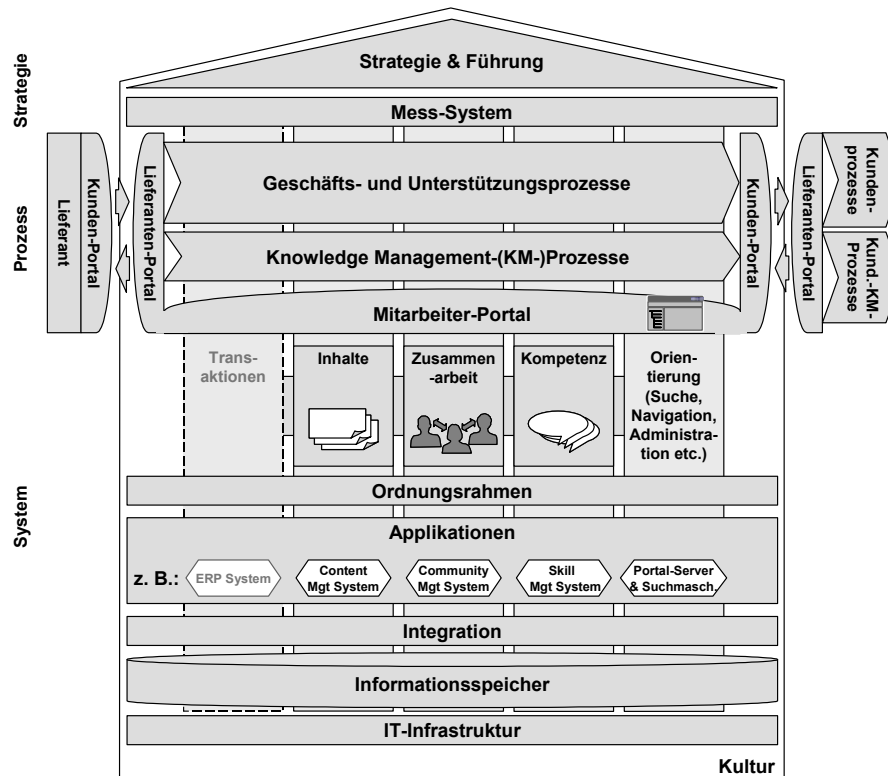 Strategie
Strategie & Führung
Mess-System
Prozess
Lieferant
Kunden-Portal
Lieferanten-Portal
Geschäfts- und Unterstützungsprozesse
Knowledge Management-(KM-)Prozesse
Mitarbeiter-Portal
Kunden-Portal
Lieferanten-Portal
Kunden-
prozesse
Kund.-KM-
Prozesse
System
Trans-
aktionen
Inhalte
Zusammen
-arbeit
Kompetenz
Orien-
tierung
(Suche,
Navigation,
Administra-
tion etc.)
Ordnungsrahmen
Applikationen
z. B.:
ERP System
Content
Mgt System
Community
Mgt System
Skill
Mgt System
Portal-Server
& Suchmasch.
Integration
Informationsspeicher
IT-Infrastruktur
Kultur